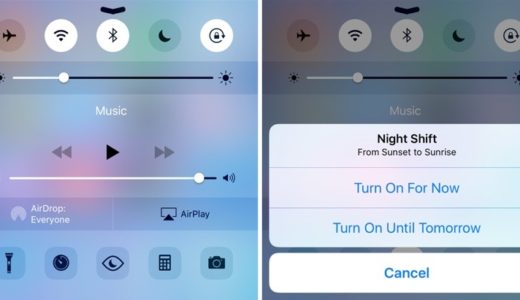 Music
AirDrop:
Everyone
AirPlay
Night Shift
From Sunset to Sunrise
Turn On For Now
Turn On Until Tomorrow
Cancel